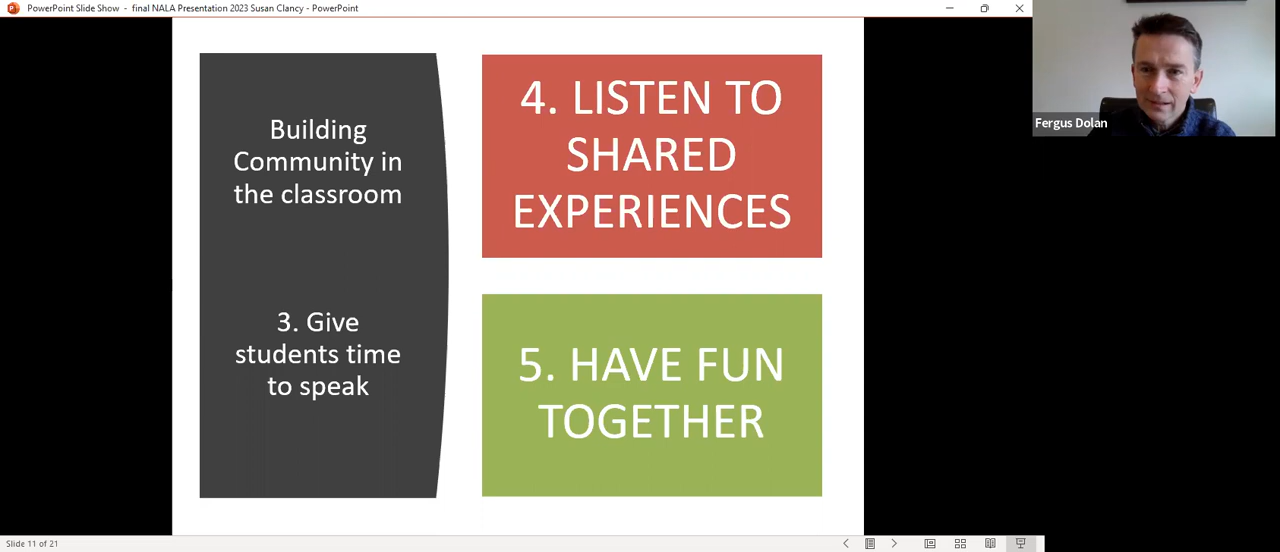 PowerPoint Slide Show - final NALA Presentation 2023 Susan Clancy - PowerPoint
Building
Community in
the classroom
3. Give
students time
to speak
4. LISTEN TO
SHARED
EXPERIENCES
5. HAVE FUN
TOGETHER
Fergus Dolan
Slide 11 of 21